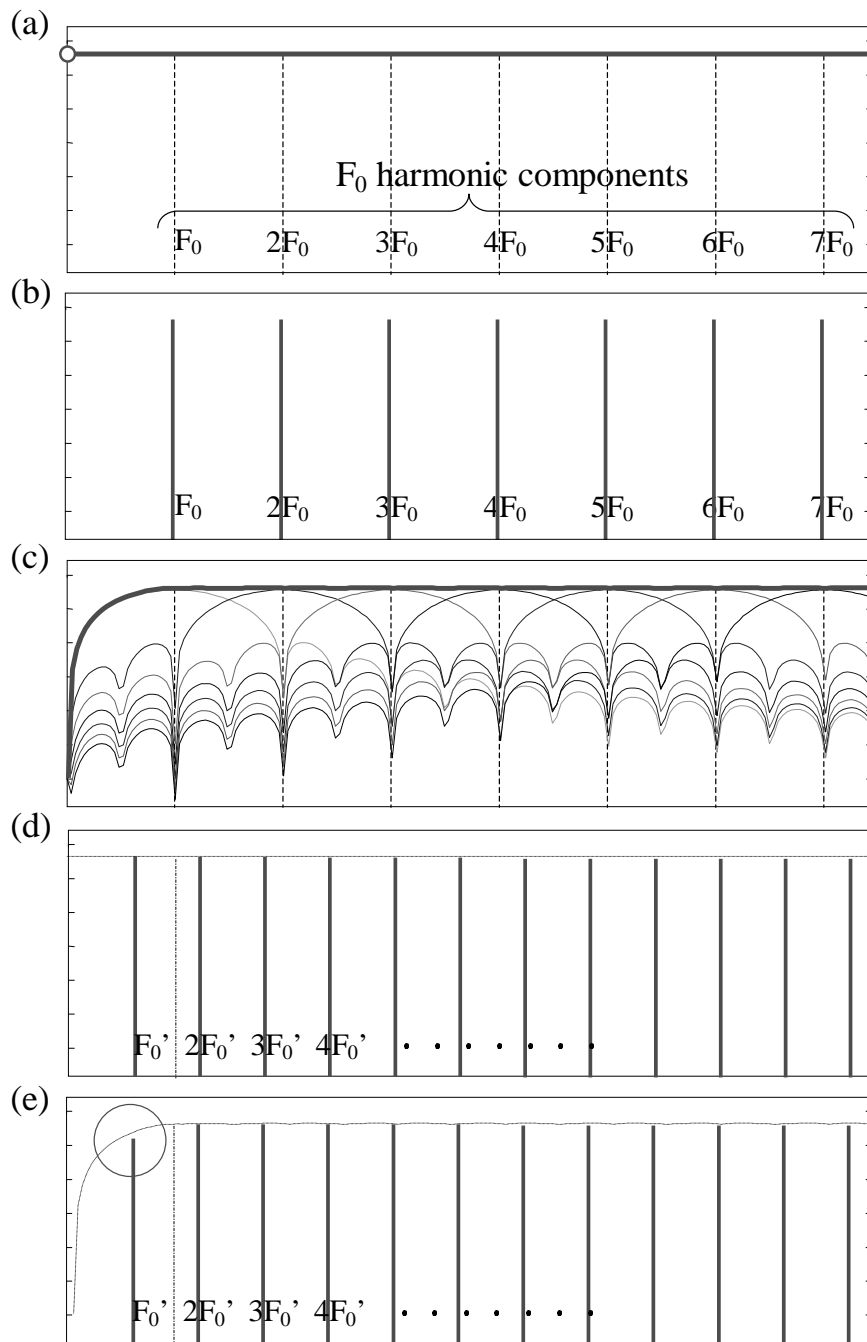 (a)
F₀ harmonic components
F₀ 2F₀ 3F₀ 4F₀ 5F₀ 6F₀ 7F₀
(b)
F₀ 2F₀ 3F₀ 4F₀ 5F₀ 6F₀ 7F₀
(c)
(d)
F₀’ 2F₀’ 3F₀’ 4F₀’ . . . . . . .
(e)
F₀’ 2F₀’ 3F₀’ 4F₀’ . . . . . . .